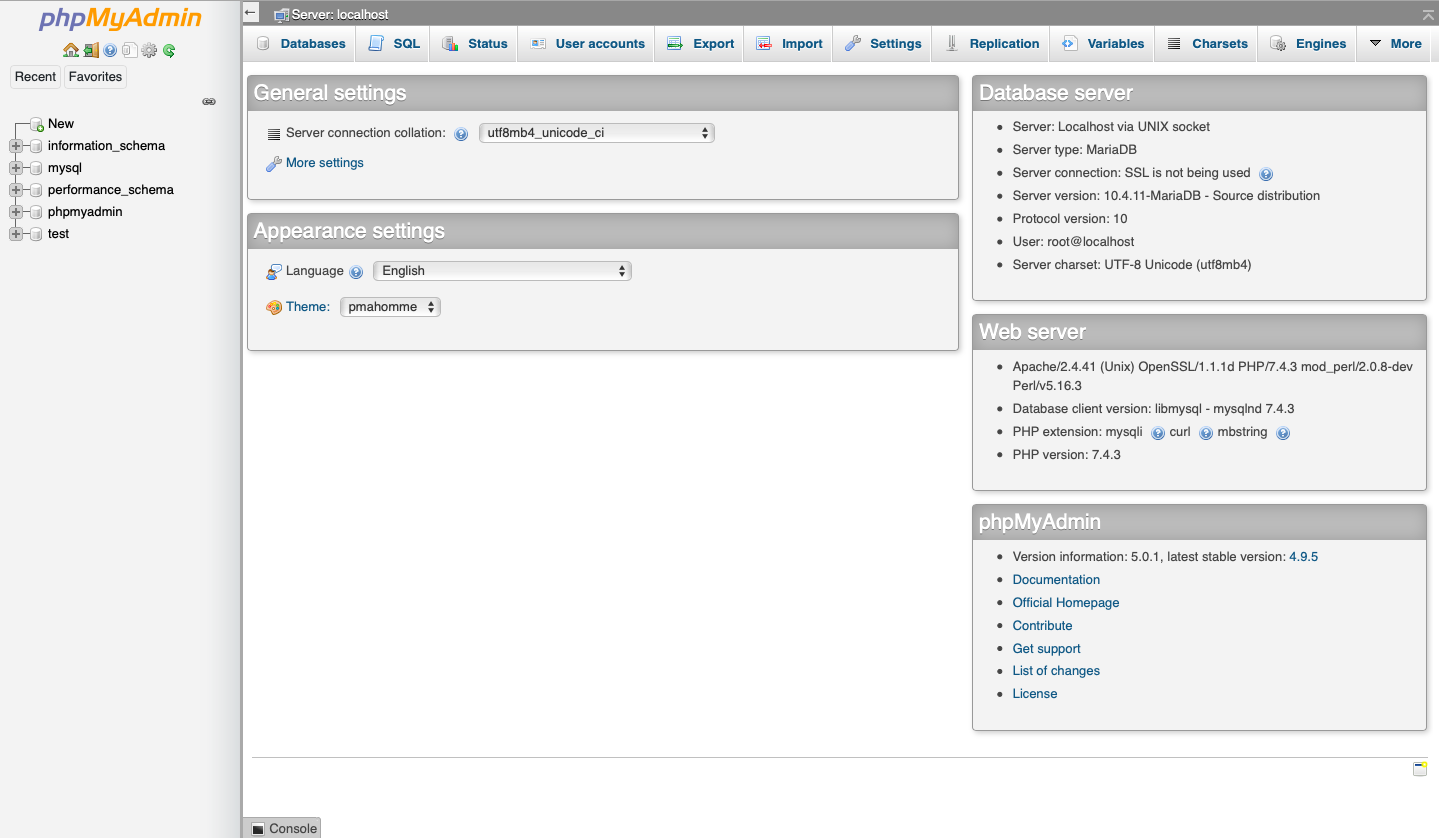 phpMyAdmin
Recent Favorites
New
information_schema
mysql
performance_schema
phpmyadmin
test
Server: localhost
Databases SQL Status User accounts Export Import Settings Replication Variables Charsets Engines More
General settings
Server connection collation: utf8mb4_unicode_ci
More settings
Appearance settings
Language English
Theme: pmahomme
Database server
Server: Localhost via UNIX socket
Server type: MariaDB
Server connection: SSL is not being used
Server version: 10.4.11-MariaDB - Source distribution
Protocol version: 10
User: root@localhost
Server charset: UTF-8 Unicode (utf8mb4)
Web server
Apache/2.4.41 (Unix) OpenSSL/1.1.1d PHP/7.4.3 mod_perl/2.0.8-dev
Perl/v5.16.3
Database client version: libmysql - mysqlnd 7.4.3
PHP extension: mysqli curl mbstring
PHP version: 7.4.3
phpMyAdmin
Version information: 5.0.1, latest stable version: 4.9.5
Documentation
Official Homepage
Contribute
Get support
List of changes
License
Console